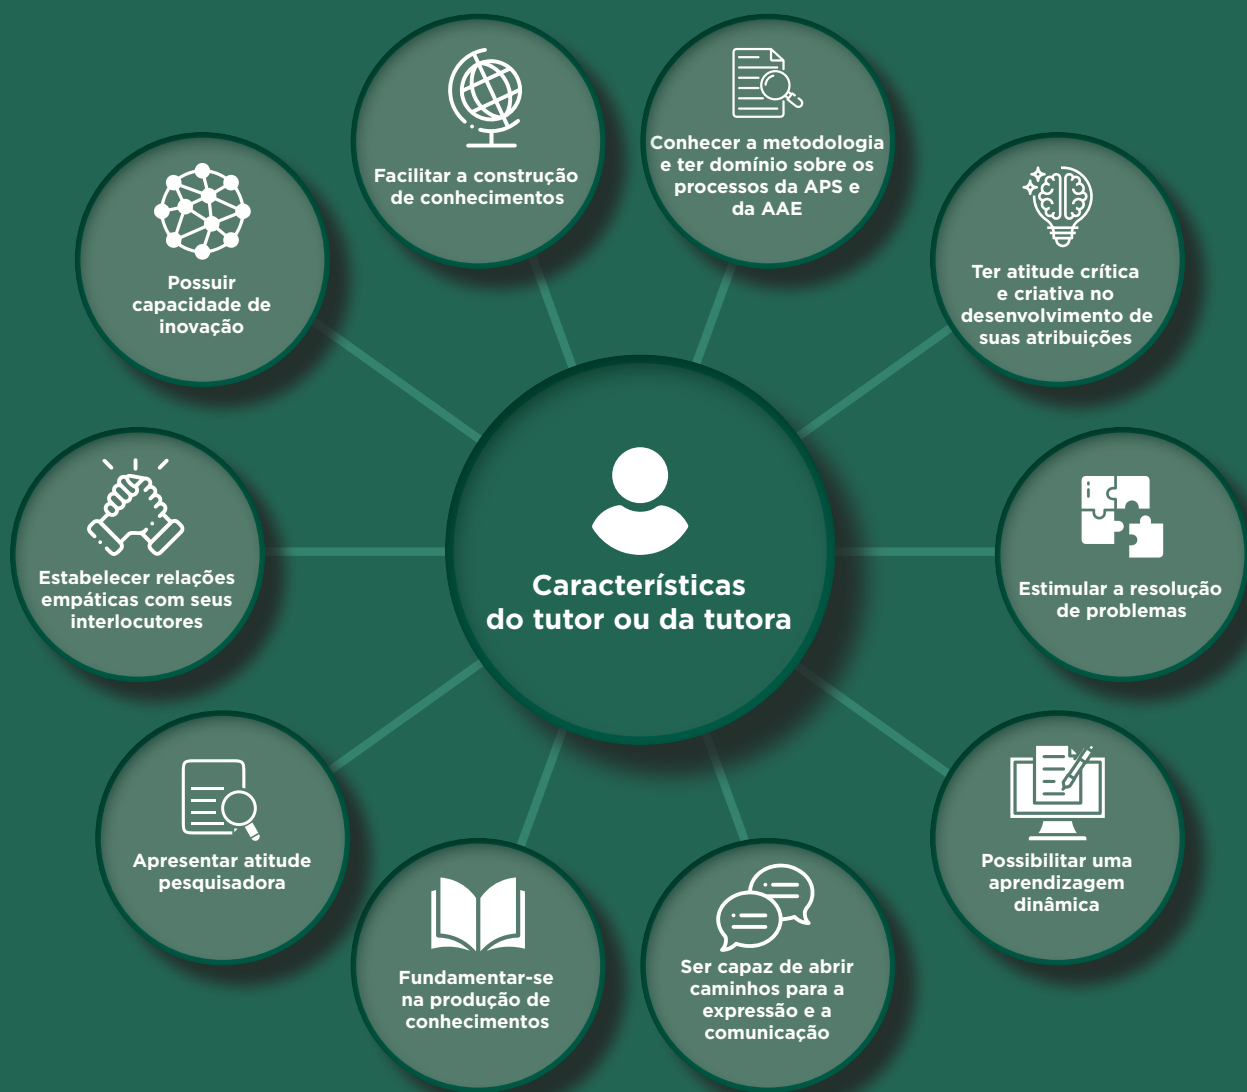 Facilitar a construção
de conhecimentos
Conhecer a metodologia
e ter domínio sobre os
processos da APS e
da AAE
Possuir
capacidade de
inovação
Ter atitude crítica
e criativa no
desenvolvimento de
suas atribuições
Estabelecer relações
empáticas com seus
interlocutores
Características
do tutor ou da tutora
Estimular a resolução
de problemas
Apresentar atitude
pesquisadora
Possibilitar uma
aprendizagem
dinâmica
Fundamentar-se
na produção de
conhecimentos
Ser capaz de abrir
caminhos para a
expressão e a
comunicação